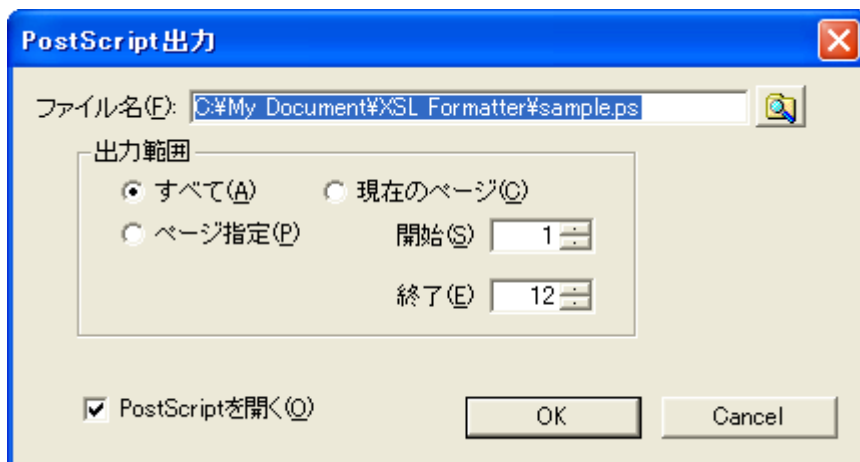 PostScript出力
ファイル名(F): C:¥My Document¥XSL Formatter¥sample.ps
出力範囲
すべて(A) 現在のページ(C)
ページ指定(P) 開始(S) 1
終了(E) 12
PostScriptを開く(O) OK Cancel